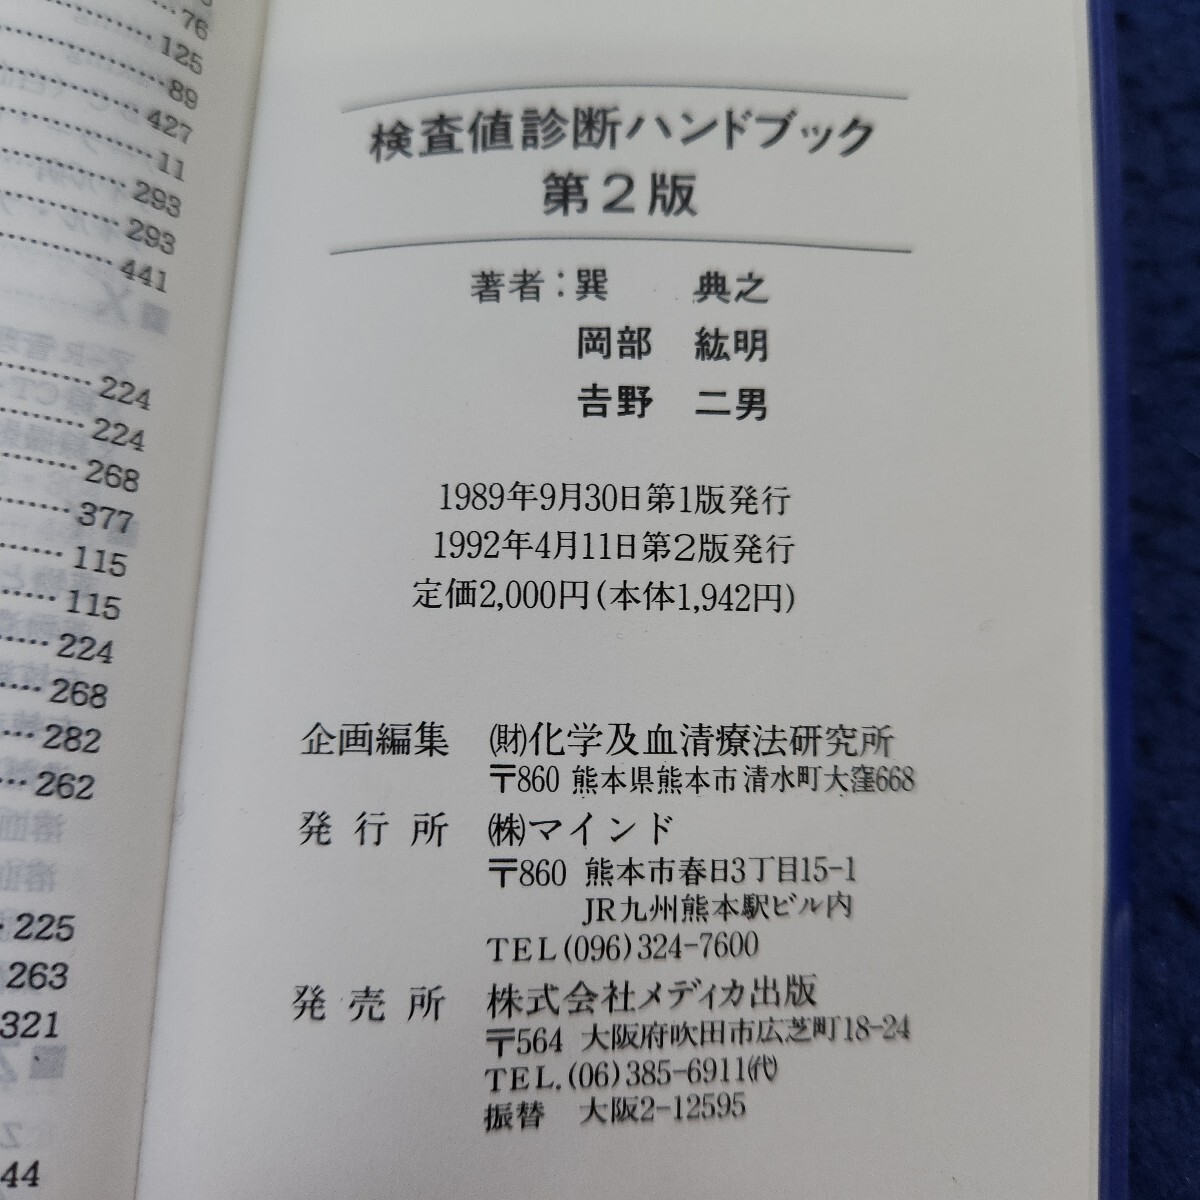 76
125
89
427
11
293
293
441
224
224
268
377
115
115
224
268
282
262
225
263
321
44
検査値診断ハンドブック
第2版
著者:巽 典之
岡部 紘明
吉野 二男
1989年9月30日第1版発行
1992年4月11日第2版発行
定価2,000円(本体1,942円)
企画編集 ㈶化学及血清療法研究所
〒860 熊本県熊本市清水町大窪668
発行所 ㈱マインド
〒860 熊本市春日3丁目15-1
JR九州熊本駅ビル内
TEL(096)324-7600
発売所 株式会社メディカ出版
〒564 大阪府吹田市広芝町18-24
TEL.(06)385-6911㈹
振替 大阪2-12595